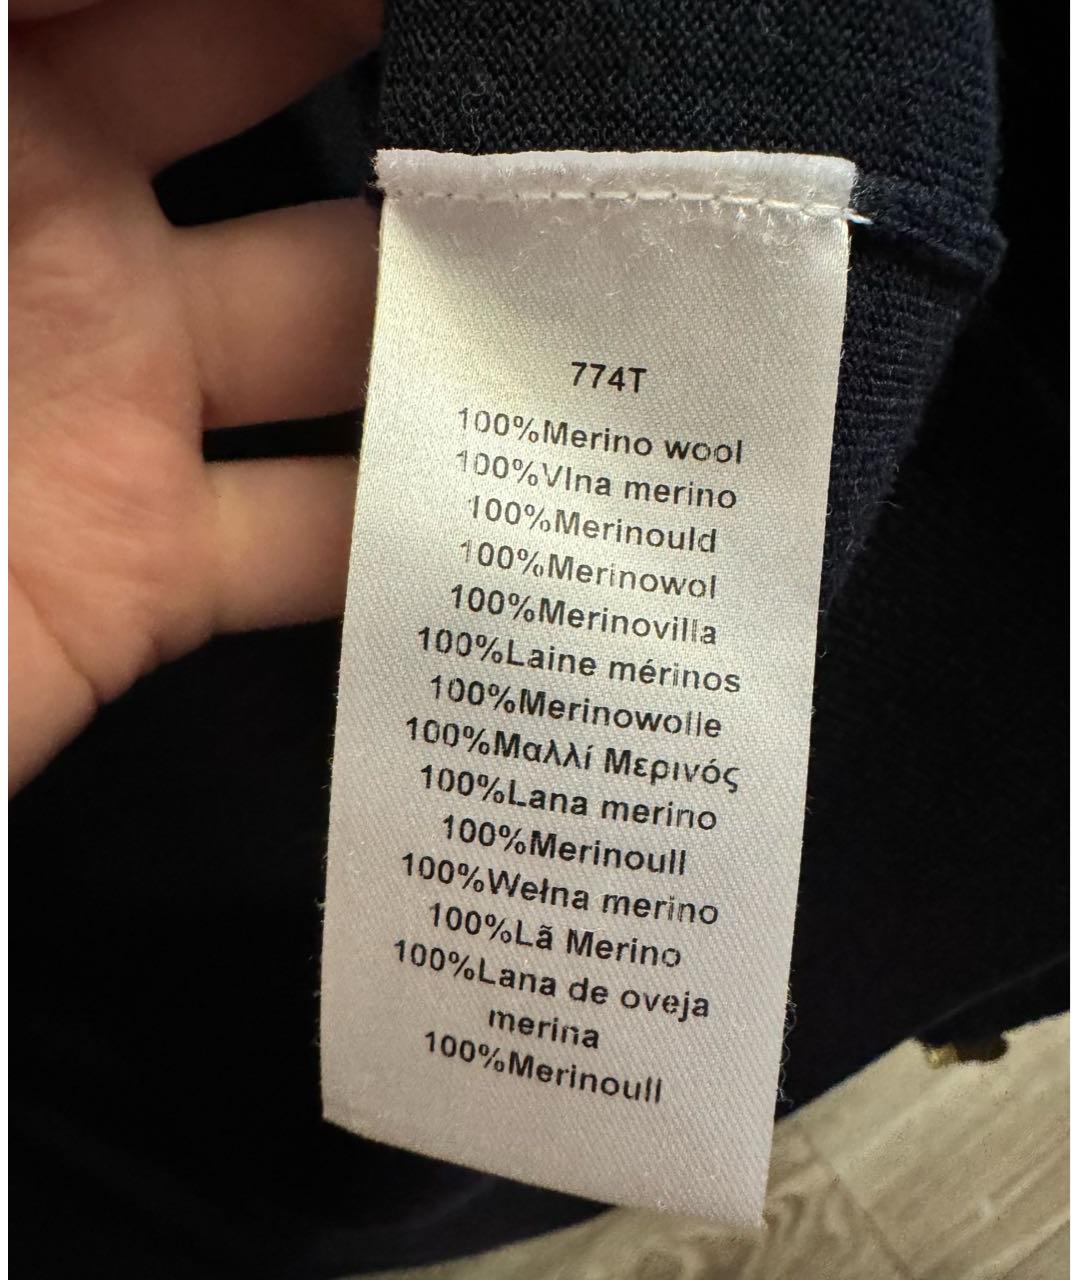 774T
100%Merino wool
100%Vlna merino
100%Merinould
100%Merinowol
100%Merinovilla
100%Laine mérinos
100%Merinowolle
100%Μαλλί Μερινός
100%Lana merino
100%Merinoull
100%Wełna merino
100%Lã Merino
100%Lana de oveja
merina
100%Merinoull